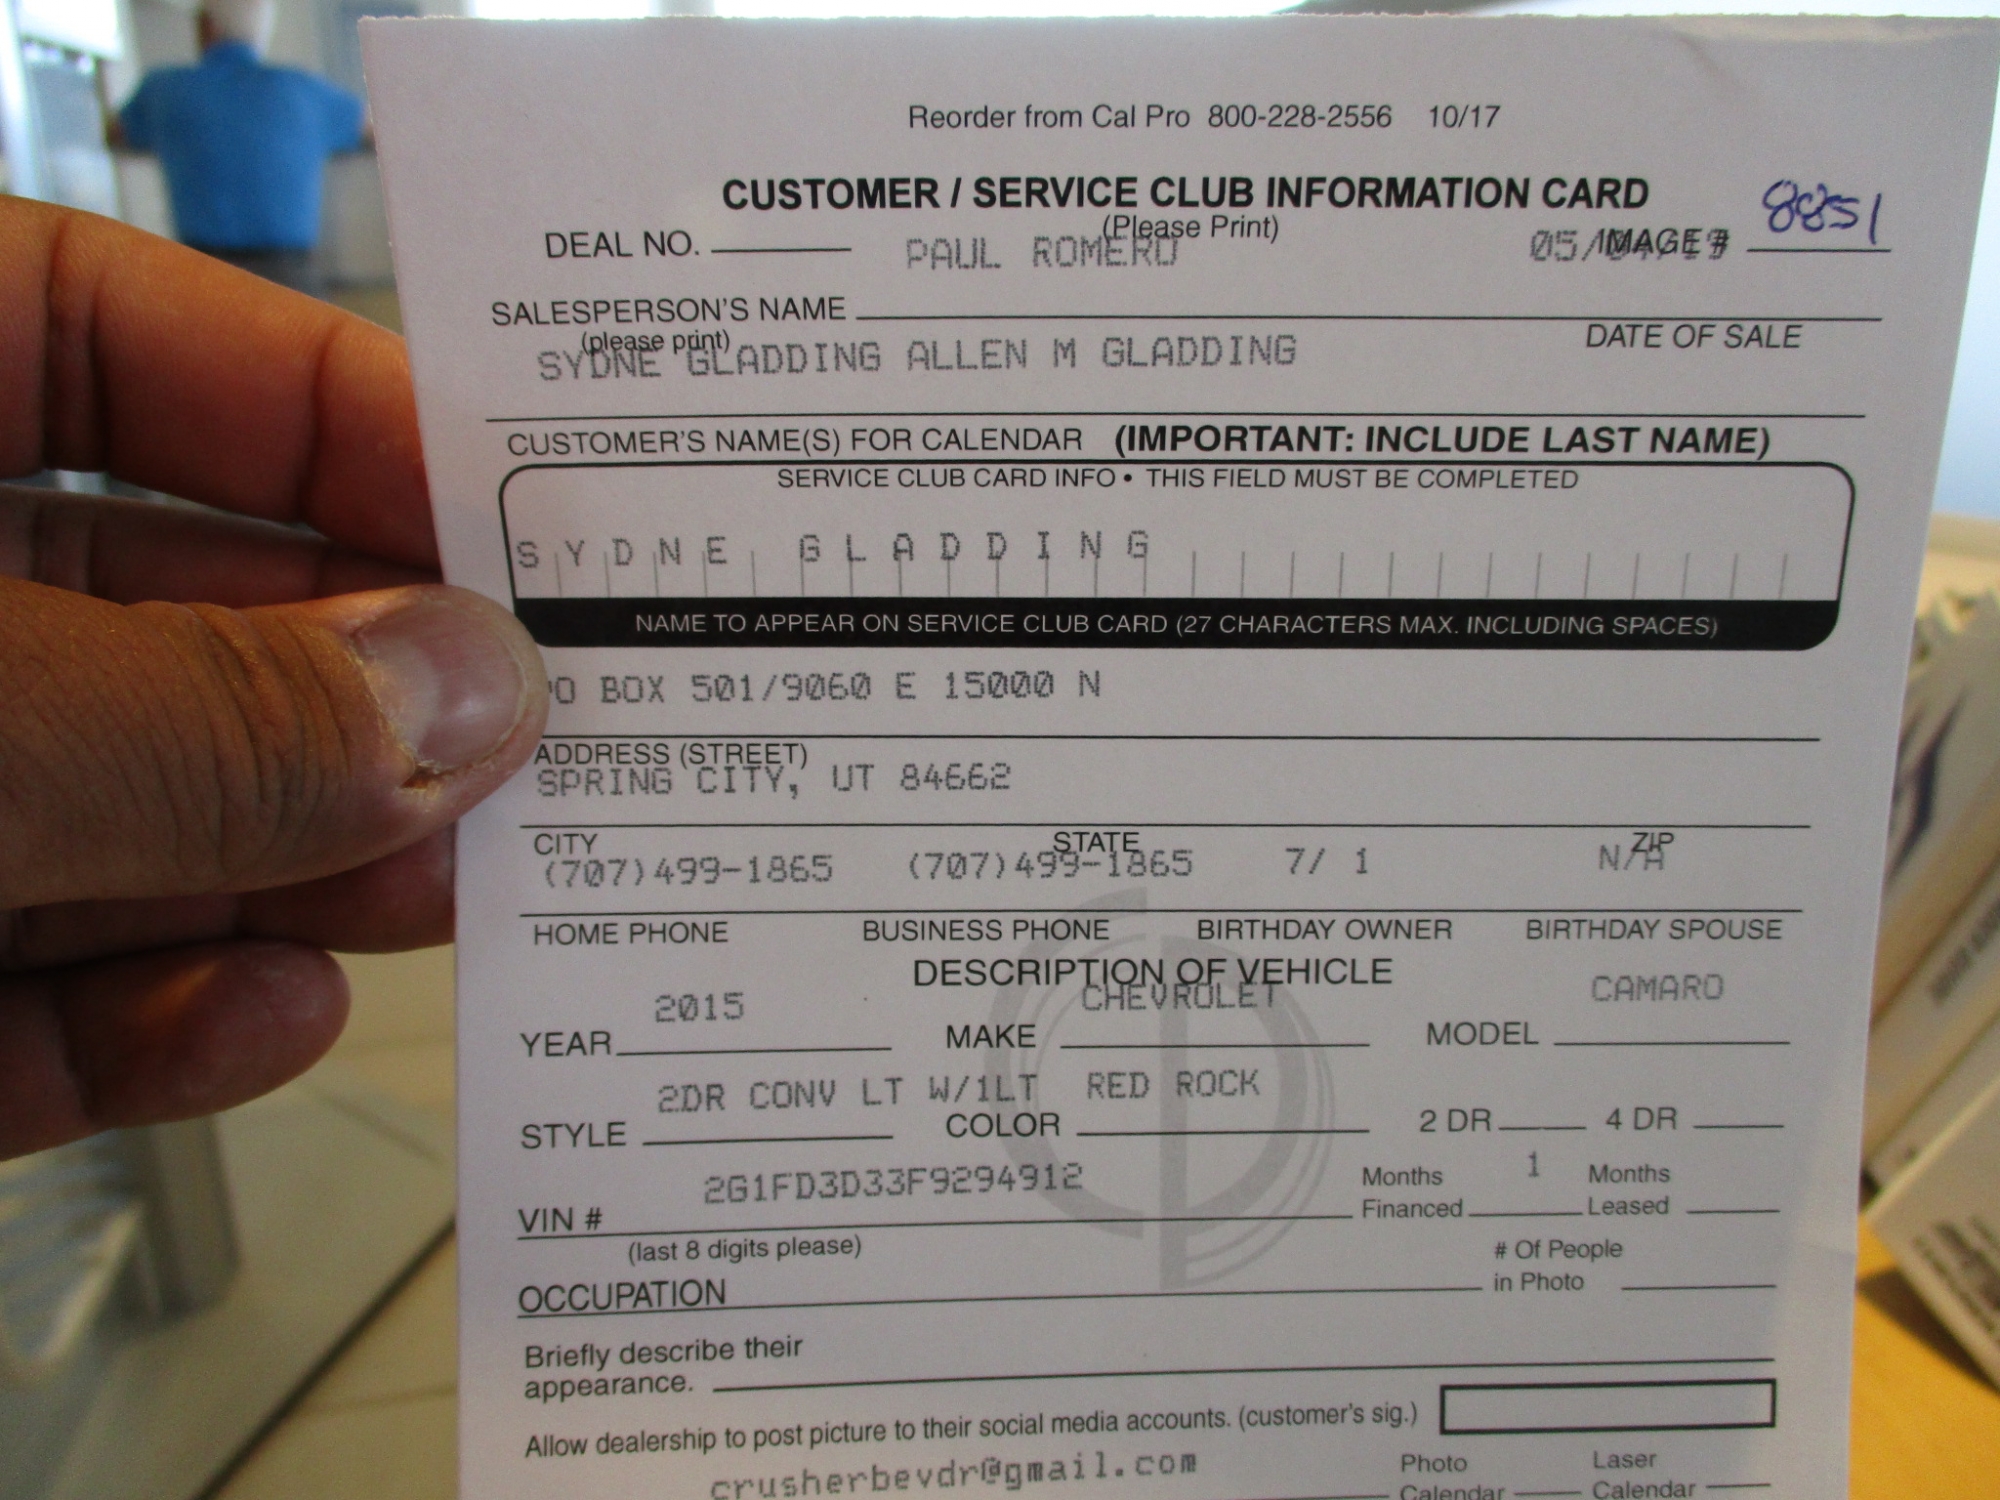 Reorder from Cal Pro 800-228-2556 10/17
CUSTOMER / SERVICE CLUB INFORMATION CARD
8851
(Please Print)
DEAL NO. PAUL ROMERO IMAGE #
SALESPERSON'S NAME
(please print) DATE OF SALE
SYDNE GLADDING ALLEN M GLADDING
CUSTOMER'S NAME(S) FOR CALENDAR (IMPORTANT: INCLUDE LAST NAME)
SERVICE CLUB CARD INFO • THIS FIELD MUST BE COMPLETED
SYDNE GLADDING
NAME TO APPEAR ON SERVICE CLUB CARD (27 CHARACTERS MAX. INCLUDING SPACES)
BOX 501/9060 E 15000 N
ADDRESS (STREET)
SPRING CITY, UT 84662
CITY STATE ZIP
(707)499-1865 (707)499-1865 7/ 1 N/A
HOME PHONE BUSINESS PHONE BIRTHDAY OWNER BIRTHDAY SPOUSE
DESCRIPTION OF VEHICLE
2015 CHEVROLET CAMARO
YEAR MAKE MODEL
2DR CONV LT W/1LT RED ROCK
STYLE COLOR 2 DR 4 DR
2G1FD3D33F9294912 Months 1 Months
VIN # Financed Leased
(last 8 digits please) # Of People
OCCUPATION in Photo
Briefly describe their
appearance.
Allow dealership to post picture to their social media accounts. (customer's sig.)
crusherbevdr@gmail.com Photo Laser
Calendar Calendar